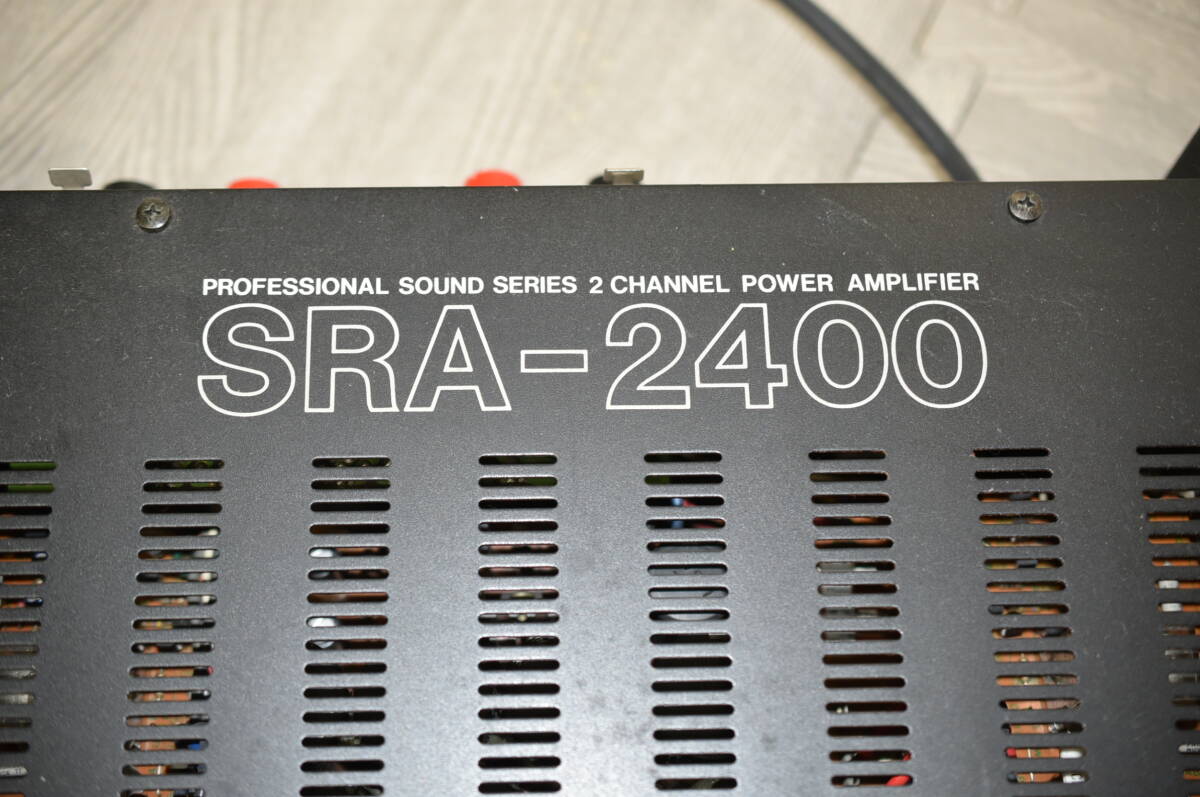 PROFESSIONAL SOUND SERIES 2 CHANNEL POWER AMPLIFIER
SRA-2400